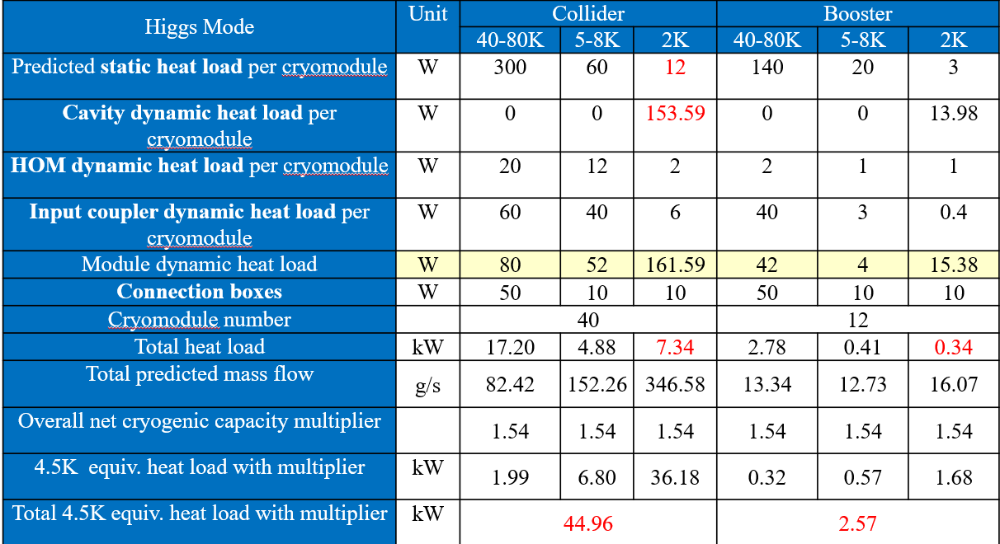 Higgs Mode Unit Collider Booster
40-80K 5-8K 2K 40-80K 5-8K 2K
Predicted static heat load per cryomodule W 300 60 12 140 20 3
Cavity dynamic heat load per
cryomodule W 0 0 153.59 0 0 13.98
HOM dynamic heat load per cryomodule W 20 12 2 2 1 1
Input coupler dynamic heat load per
cryomodule W 60 40 6 40 3 0.4
Module dynamic heat load W 80 52 161.59 42 4 15.38
Connection boxes W 50 10 10 50 10 10
Cryomodule number 40 12
Total heat load kW 17.20 4.88 7.34 2.78 0.41 0.34
Total predicted mass flow g/s 82.42 152.26 346.58 13.34 12.73 16.07
Overall net cryogenic capacity multiplier 1.54 1.54 1.54 1.54 1.54 1.54
4.5K equiv. heat load with multiplier kW 1.99 6.80 36.18 0.32 0.57 1.68
Total 4.5K equiv. heat load with multiplier kW 44.96 2.57